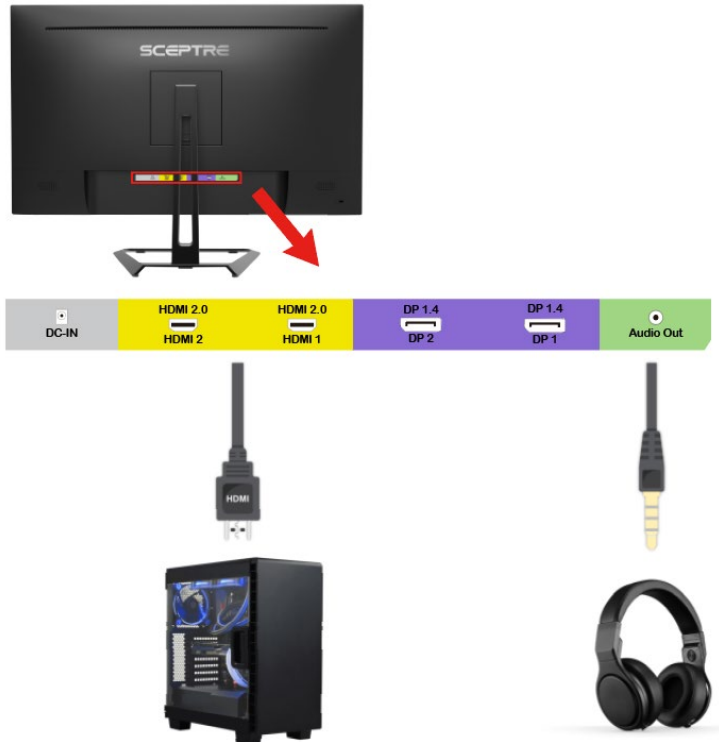 SCEPTRE
DC-IN
HDMI 2.0
HDMI 2
HDMI 2.0
HDMI 1
DP 1.4
DP 2
DP 1.4
DP 1
Audio Out
HDMI